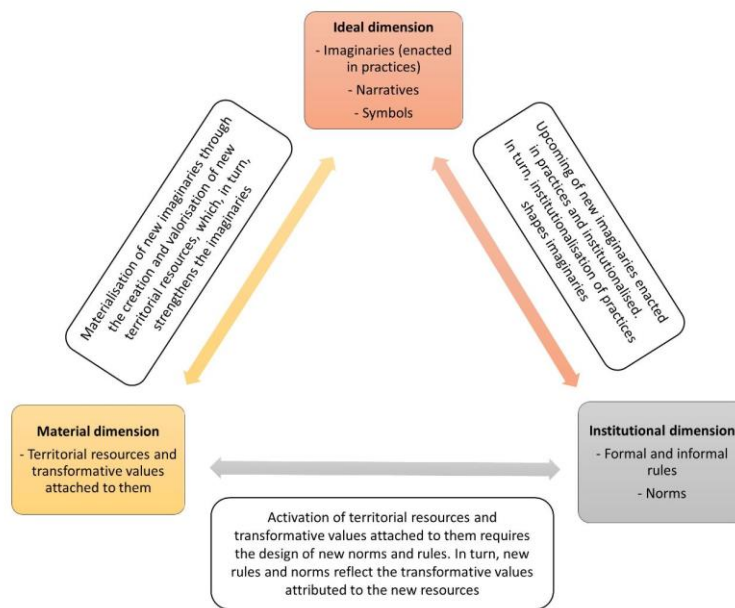 Ideal dimension
- Imaginaries (enacted
in practices)
- Narratives
- Symbols
Materialisation of new imaginaries through
the creation and valorisation of new
territorial resources, which, in turn,
strengthens the imaginaries
Upcoming of new imaginaries enacted
in practices and institutionalised.
In turn, institutionalisation of practices
shapes imaginaries
Material dimension
- Territorial resources and
transformative values
attached to them
Institutional dimension
- Formal and informal
rules
- Norms
Activation of territorial resources and
transformative values attached to them requires
the design of new norms and rules. In turn, new
rules and norms reflect the transformative values
attributed to the new resources